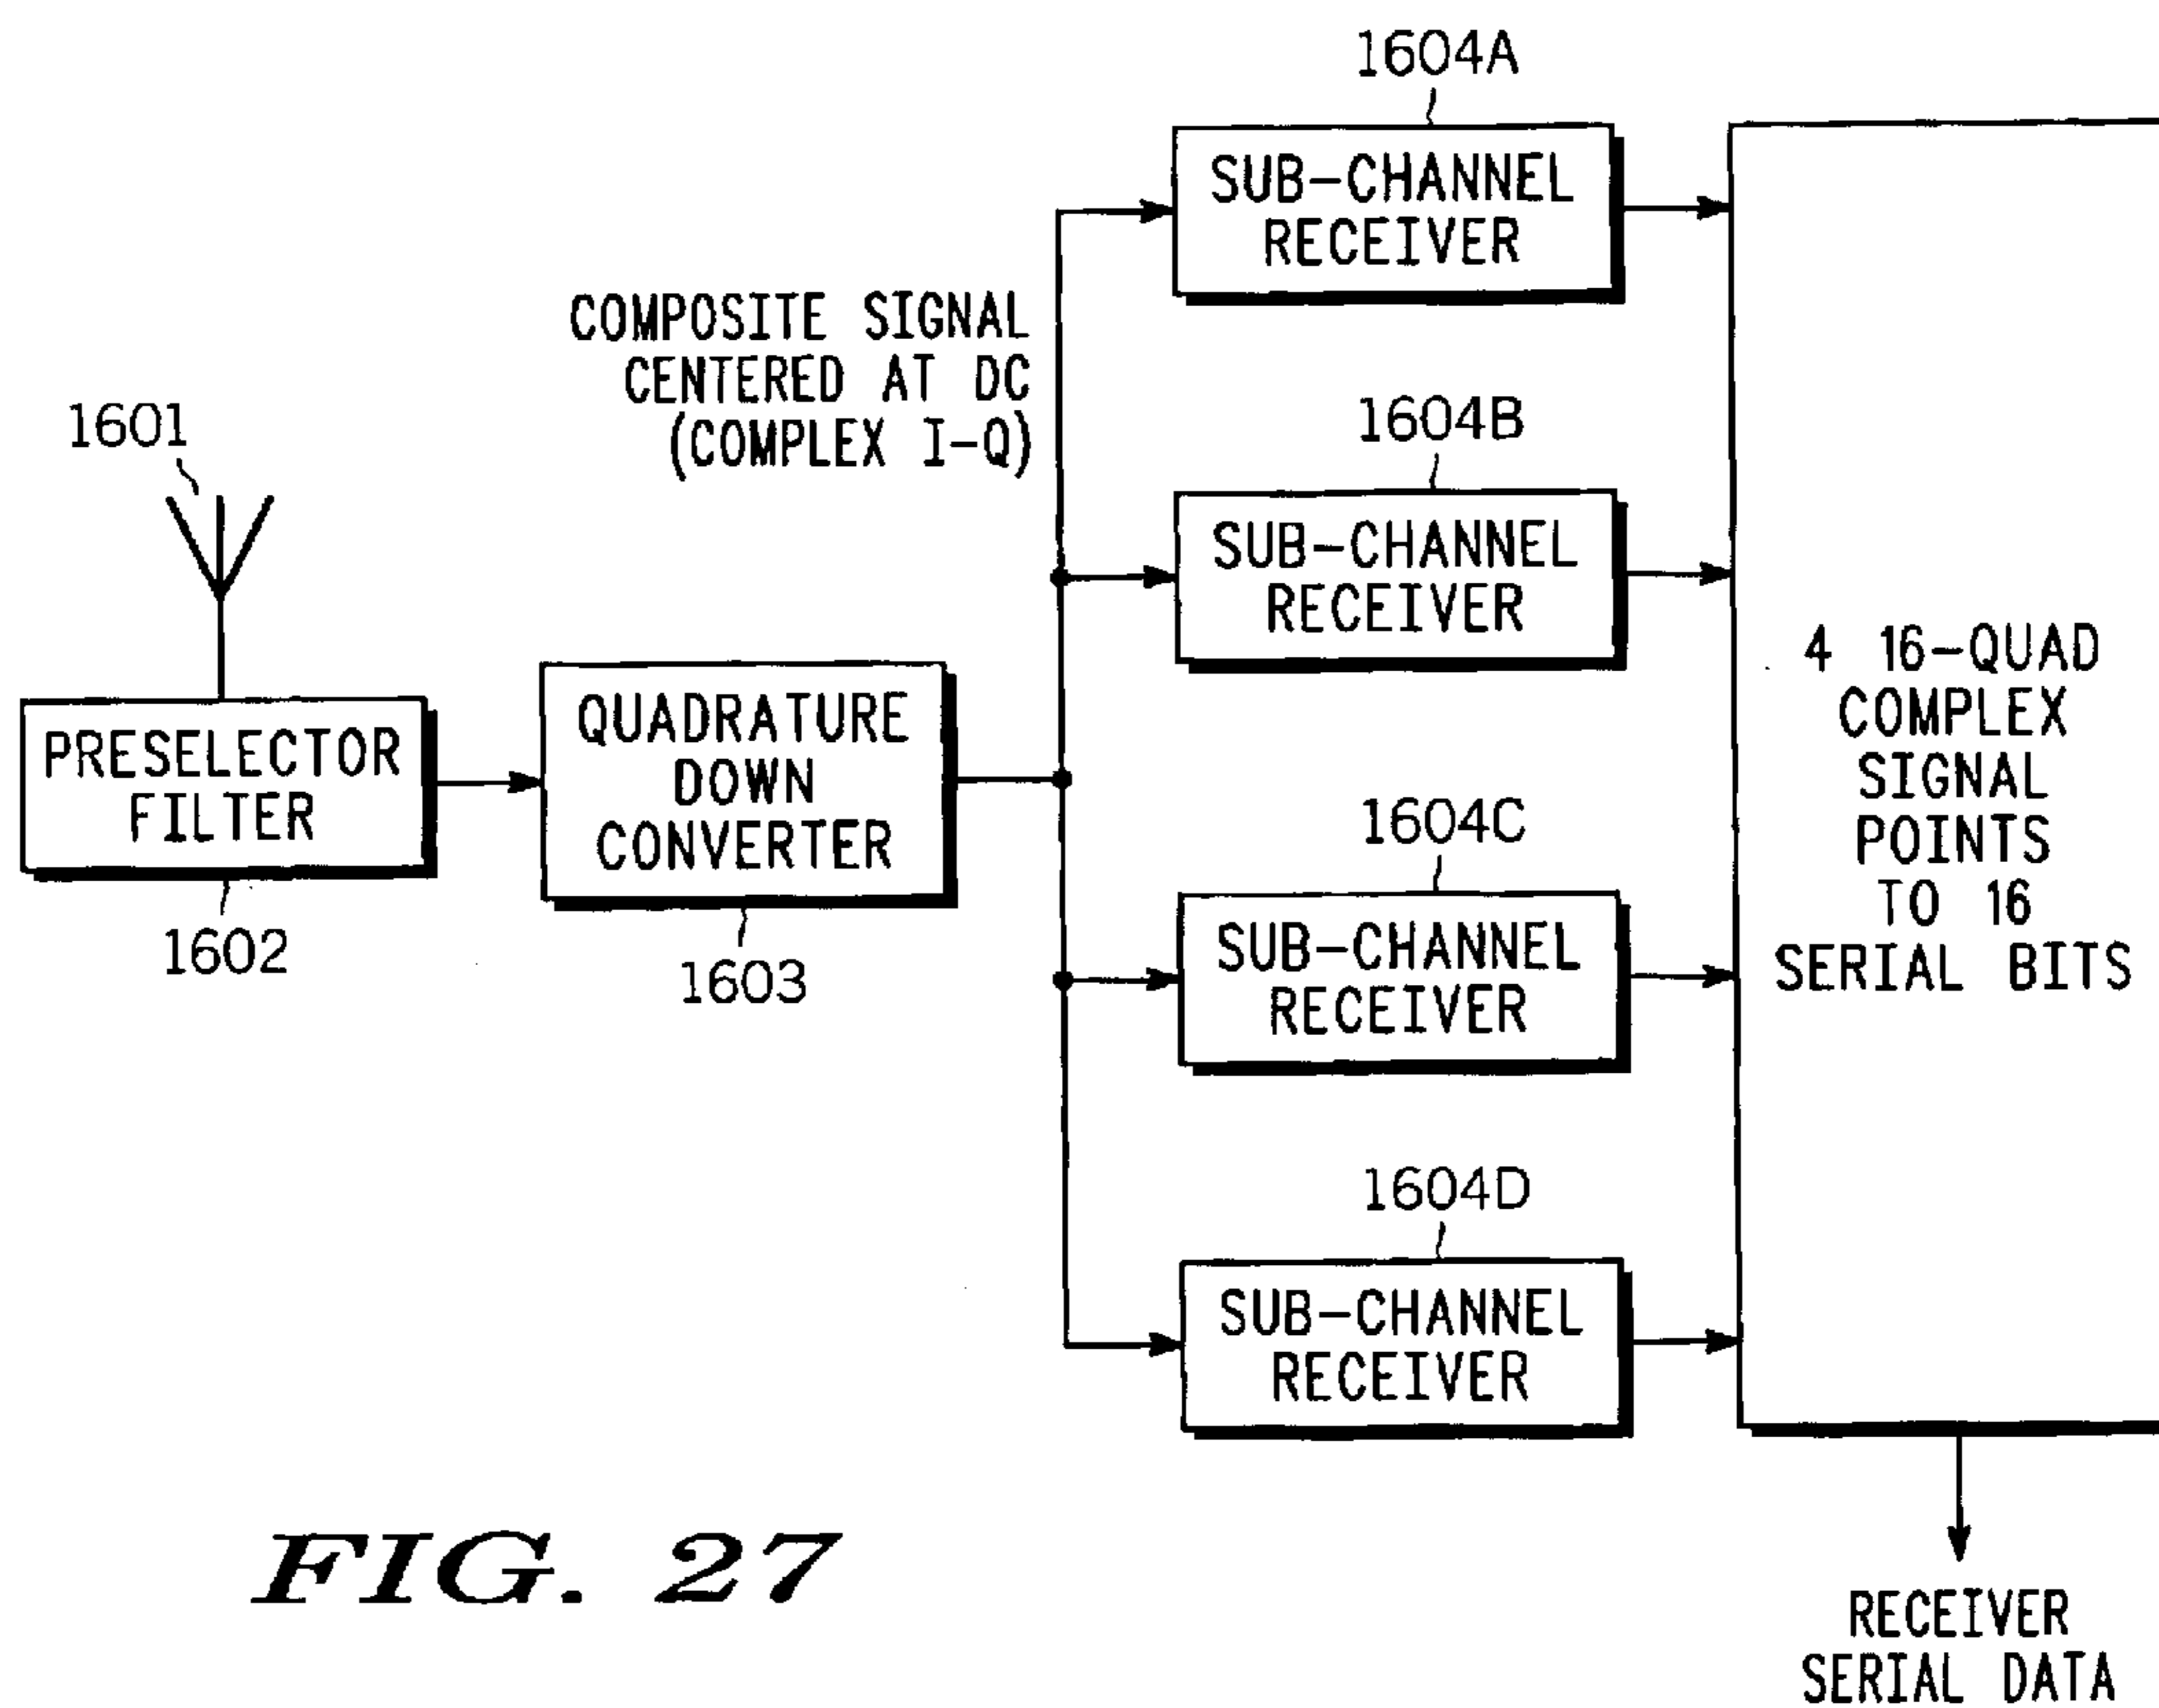 1604A
SUB-CHANNEL
RECEIVER
COMPOSITE SIGNAL
CENTERED AT DC
(COMPLEX I-Q)
1601
1604B
SUB-CHANNEL
RECEIVER
PRESELECTOR
FILTER
1602
QUADRATURE
DOWN
CONVERTER
1603
1604C
SUB-CHANNEL
RECEIVER
4 16-QUAD
COMPLEX
SIGNAL
POINTS
TO 16
SERIAL BITS
1604D
SUB-CHANNEL
RECEIVER
FIG. 27
RECEIVER
SERIAL DATA